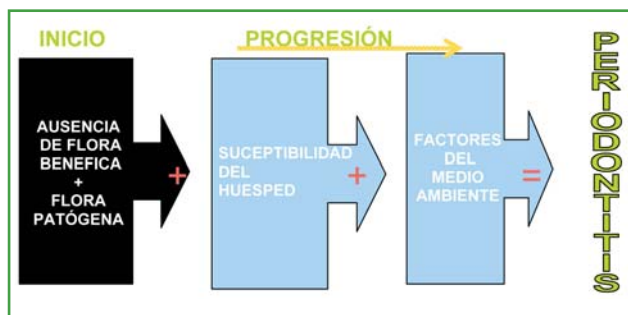 INICIO
PROGRESIÓN
AUSENCIA
DE FLORA
BENEFICA
+
FLORA
PATÓGENA
+
SUCEPTIBILIDAD
DEL
HUESPED
+
FACTORES
DEL
MEDIO
AMBIENTE
=
PERIODONTITIS